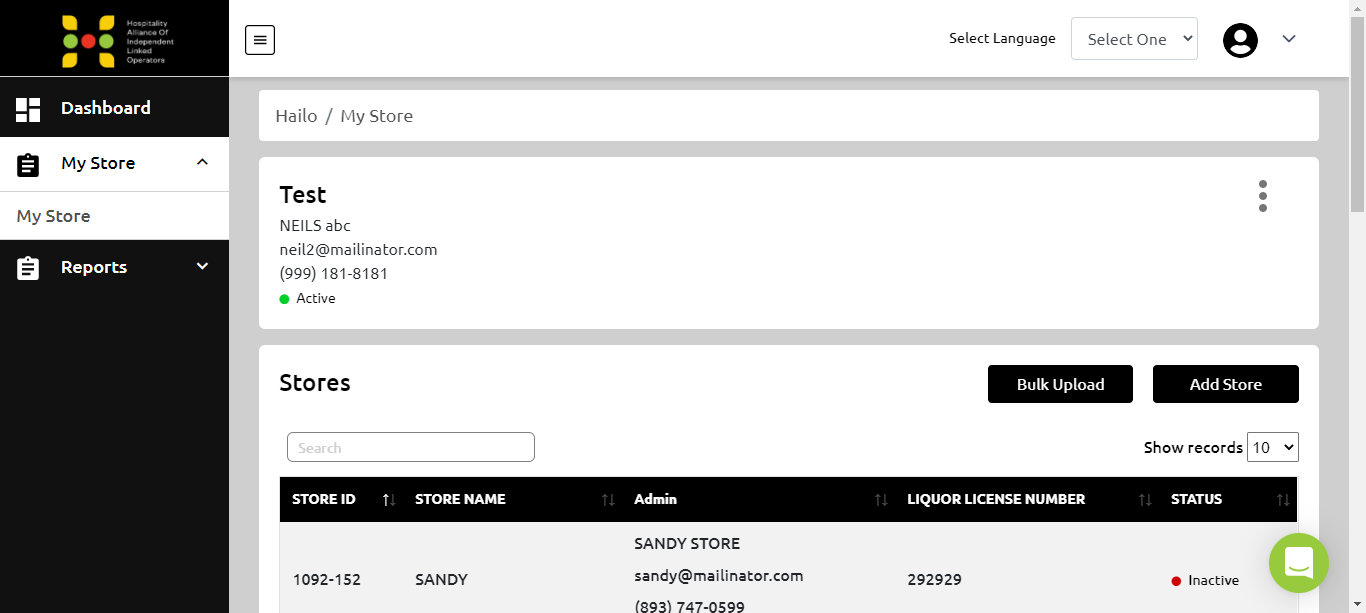 Hospitality
Alliance Of
Independent
Linked
Operators
Select Language
Select One
Dashboard
My Store
My Store
Reports
Hailo / My Store
Test
NEILS abc
neil2@mailinator.com
(999) 181-8181
Active
Stores
Bulk Upload
Add Store
Search
Show records 10
STORE ID STORE NAME Admin LIQUOR LICENSE NUMBER STATUS
SANDY STORE
1092-152 SANDY sandy@mailinator.com 292929 Inactive
(893) 747-0599